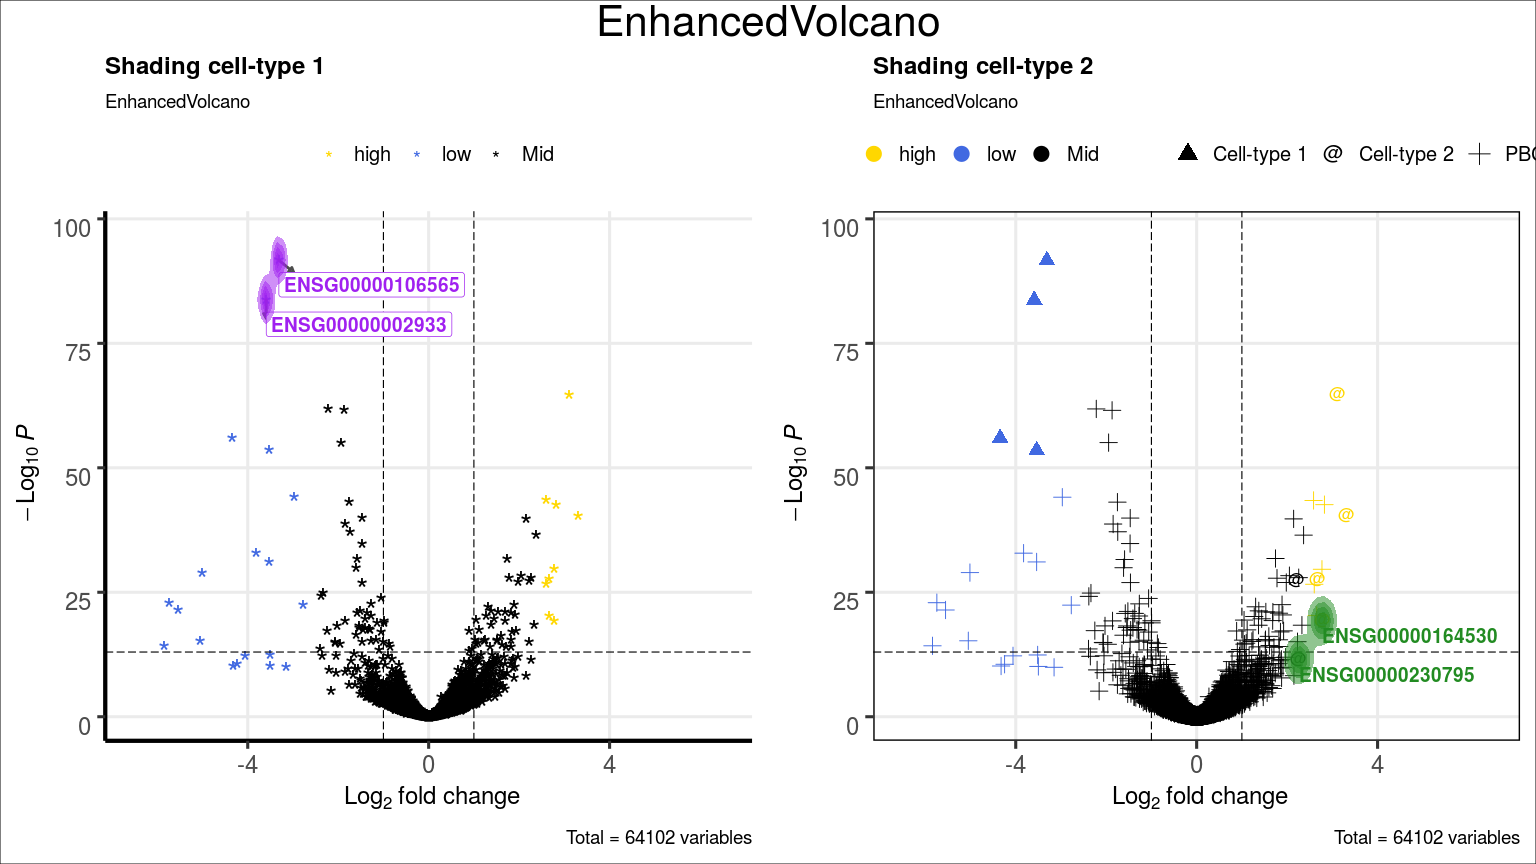 EnhancedVolcano
Shading cell-type 1
EnhancedVolcano
high low Mid
100
75
50
25
0
−Log10 P
ENSG00000106565
ENSG00000002933
-4 0 4
Log2 fold change
Total = 64102 variables
Shading cell-type 2
EnhancedVolcano
high low Mid Cell-type 1 @ Cell-type 2 PBC
100
75
50
25
0
−Log10 P
@
@
@
@
ENSG00000164530
ENSG00000230795
-4 0 4
Log2 fold change
Total = 64102 variables